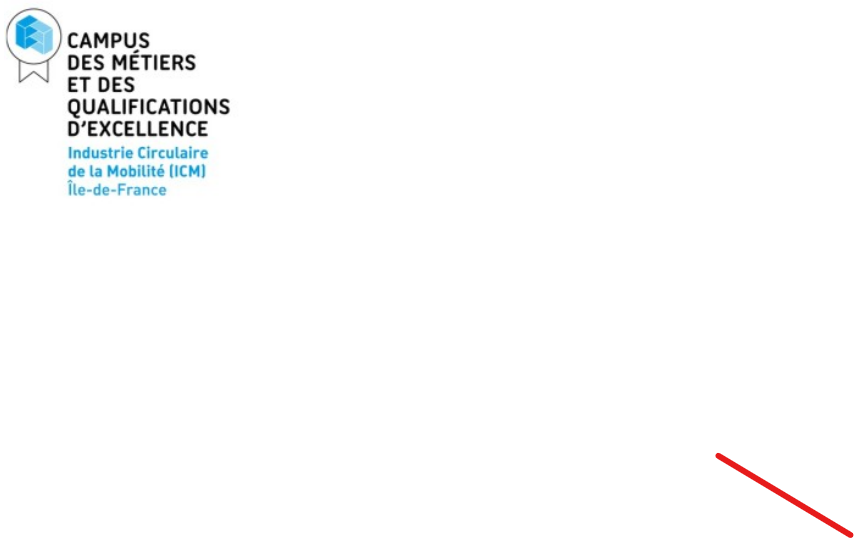 CAMPUS
DES MÉTIERS
ET DES
QUALIFICATIONS
D'EXCELLENCE
Industrie Circulaire
de la Mobilité (ICM)
Île-de-France